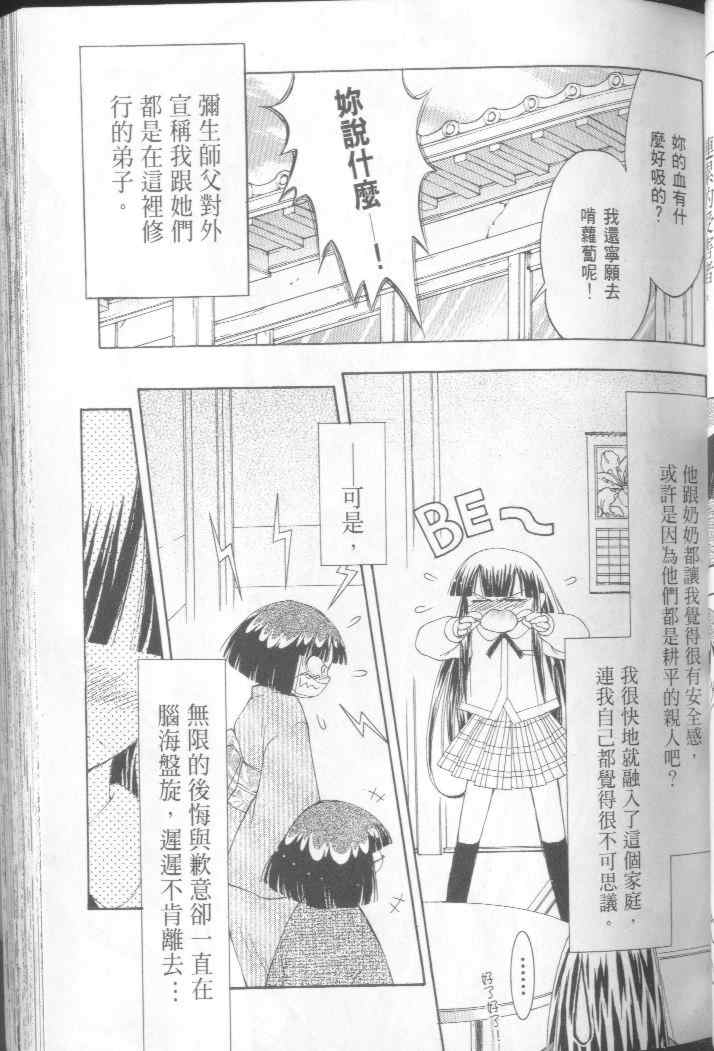 妳的血有什
麼好吸的？
我還寧願去
啃蘿蔔呢！
妳說什麼—！
彌生師父對外
宣稱我跟她們
都是在這裡修
行的弟子。
他跟奶奶都讓我覺得很有安全感，
或許是因為他們都是耕平的親人吧？
我很快地就融入了這個家庭，
連我自己都覺得很不可思議。
BE～
……
好了好了！！
——可是，
無限的後悔與歉意卻一直在
腦海盤旋，遲遲不肯離去…